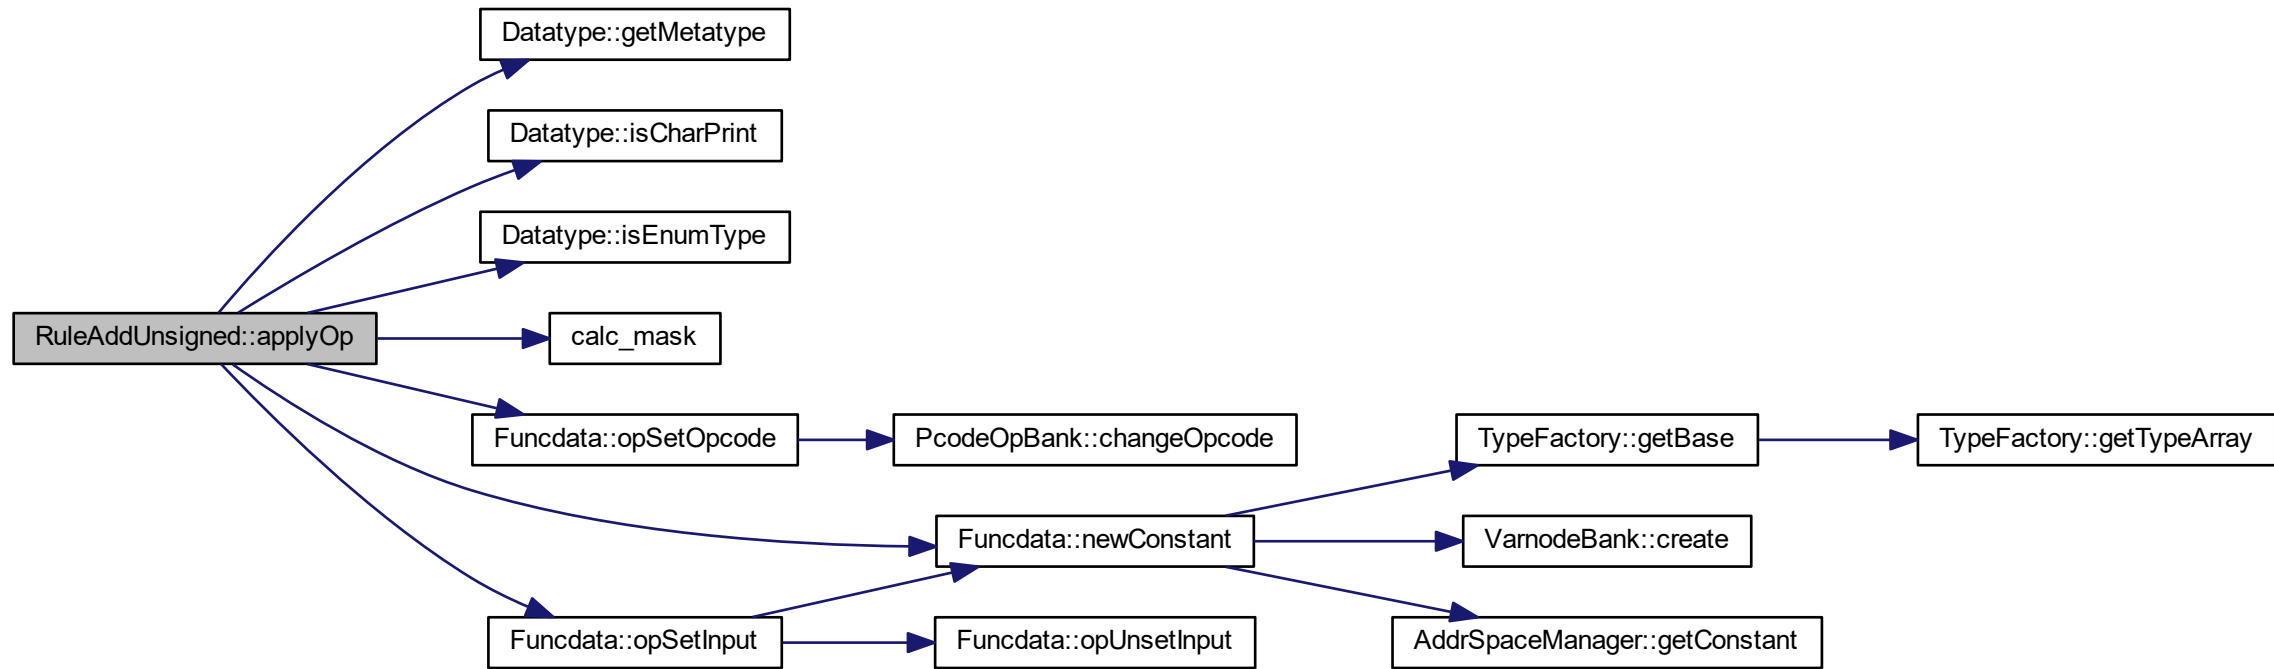 Datatype::getMetatype
Datatype::isCharPrint
Datatype::isEnumType
RuleAddUnsigned::applyOp
calc_mask
Funcdata::opSetOpcode
PcodeOpBank::changeOpcode
TypeFactory::getBase
TypeFactory::getTypeArray
Funcdata::newConstant
VarnodeBank::create
Funcdata::opSetInput
Funcdata::opUnsetInput
AddrSpaceManager::getConstant